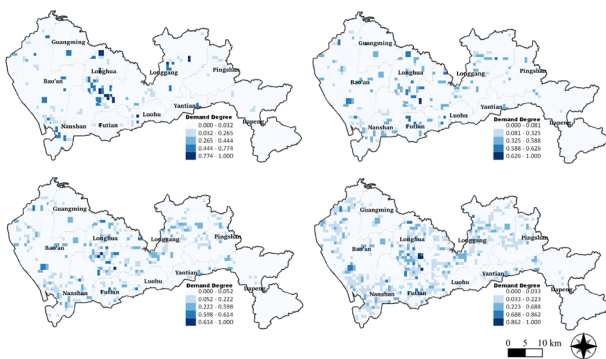 Guangming
Bao'an
Longhua
Longgang
Pingshan
Yantian
Luohu
Nanshan
Futian
Dapeng
Demand Degree
0.000 - 0.032
0.032 - 0.265
0.265 - 0.444
0.444 - 0.774
0.774 - 1.000
Guangming
Bao'an
Longhua
Longgang
Pingshan
Yantian
Luohu
Nanshan
Futian
Dapeng
Demand Degree
0.000 - 0.081
0.081 - 0.325
0.325 - 0.588
0.588 - 0.626
0.626 - 1.000
Guangming
Bao'an
Longhua
Longgang
Pingshan
Yantian
Luohu
Nanshan
Futian
Dapeng
Demand Degree
0.000 - 0.052
0.052 - 0.222
0.222 - 0.598
0.598 - 0.614
0.614 - 1.000
Guangming
Bao'an
Longhua
Longgang
Pingshan
Yantian
Luohu
Nanshan
Futian
Dapeng
Demand Degree
0.000 - 0.033
0.033 - 0.223
0.223 - 0.688
0.688 - 0.862
0.862 - 1.000
0 5 10 km